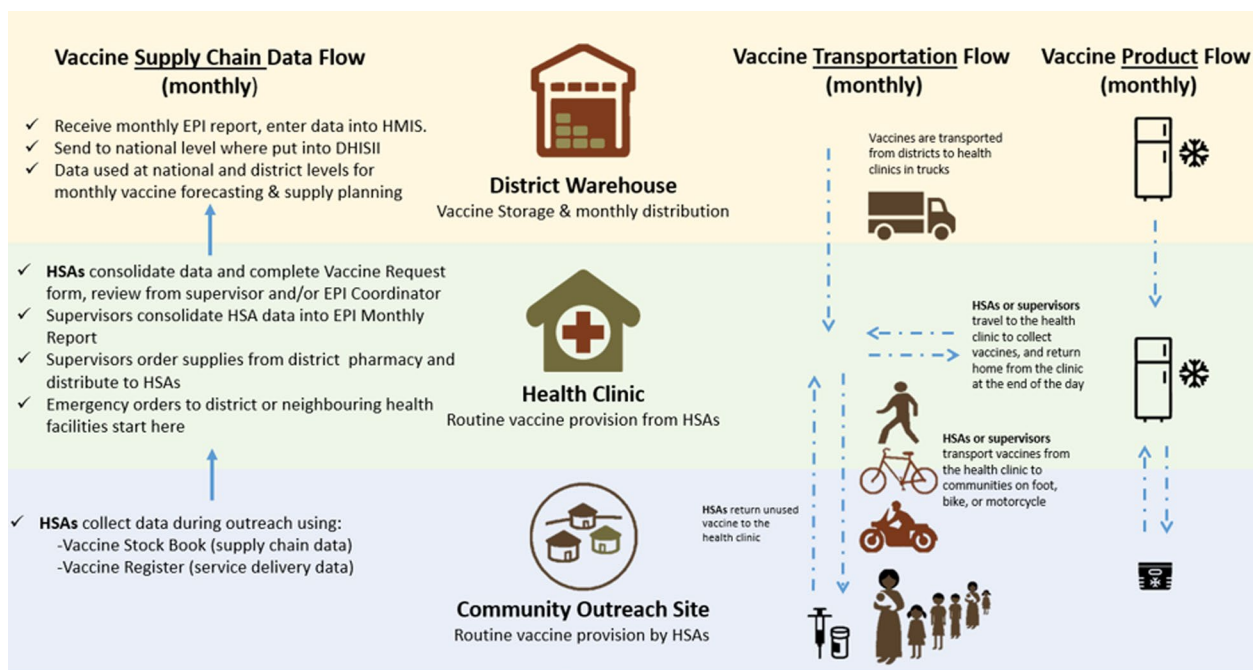 Vaccine Supply Chain Data Flow
(monthly)
✓ Receive monthly EPI report, enter data into HMIS.
✓ Send to national level where put into DHISII
✓ Data used at national and district levels for
monthly vaccine forecasting & supply planning
✓ HSAs consolidate data and complete Vaccine Request
form, review from supervisor and/or EPI Coordinator
✓ Supervisors consolidate HSA data into EPI Monthly
Report
✓ Supervisors order supplies from district pharmacy and
distribute to HSAs
✓ Emergency orders to district or neighbouring health
facilities start here
✓ HSAs collect data during outreach using:
-Vaccine Stock Book (supply chain data)
-Vaccine Register (service delivery data)
District Warehouse
Vaccine Storage & monthly distribution
Health Clinic
Routine vaccine provision from HSAs
Community Outreach Site
Routine vaccine provision by HSAs
Vaccine Transportation Flow
(monthly)
Vaccines are transported
from districts to health
clinics in trucks
HSAs or supervisors
travel to the health
clinic to collect
vaccines, and return
home from the clinic
at the end of the day
HSAs or supervisors
transport vaccines from
the health clinic to
communities on foot,
bike, or motorcycle
HSAs return unused
vaccine to the
health clinic
Vaccine Product Flow
(monthly)